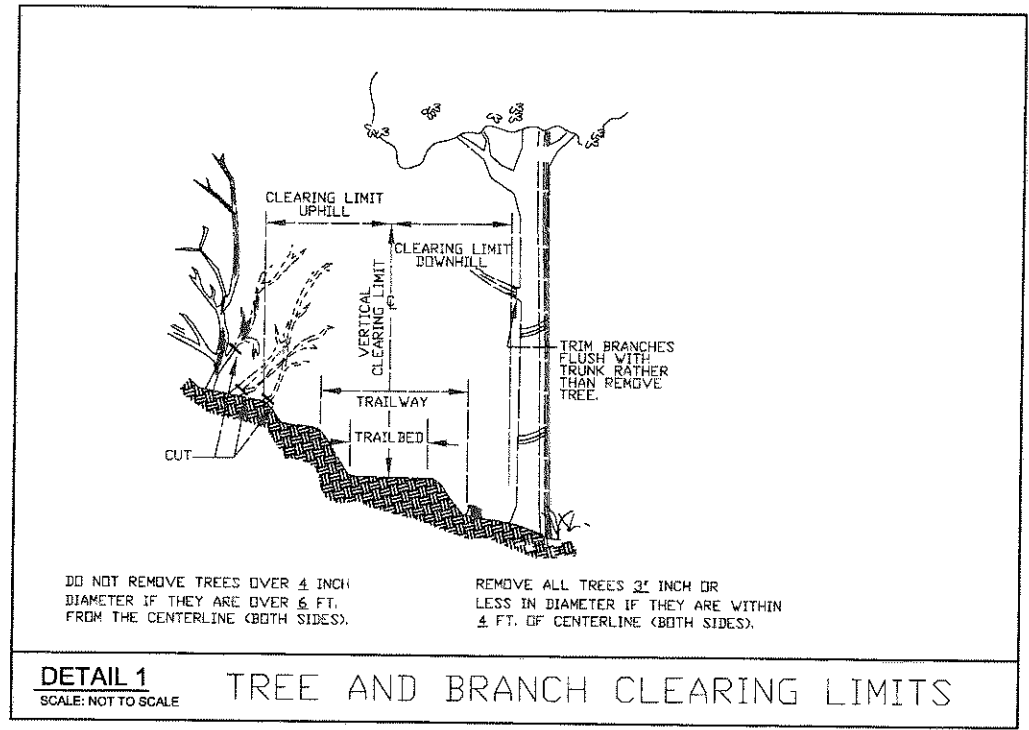 CLEARING LIMIT
UPHILL
CLEARING LIMIT
DOWNHILL
VERTICAL
CLEARING LIMIT
TRIM BRANCHES
FLUSH WITH
TRUNK RATHER
THAN REMOVE
TREE.
TRAILWAY
TRAILBED
CUT
DO NOT REMOVE TREES OVER 4 INCH
DIAMETER IF THEY ARE OVER 6 FT.
FROM THE CENTERLINE (BOTH SIDES).
REMOVE ALL TREES 3" INCH OR
LESS IN DIAMETER IF THEY ARE WITHIN
4 FT. OF CENTERLINE (BOTH SIDES).
DETAIL 1
SCALE: NOT TO SCALE
TREE AND BRANCH CLEARING LIMITS